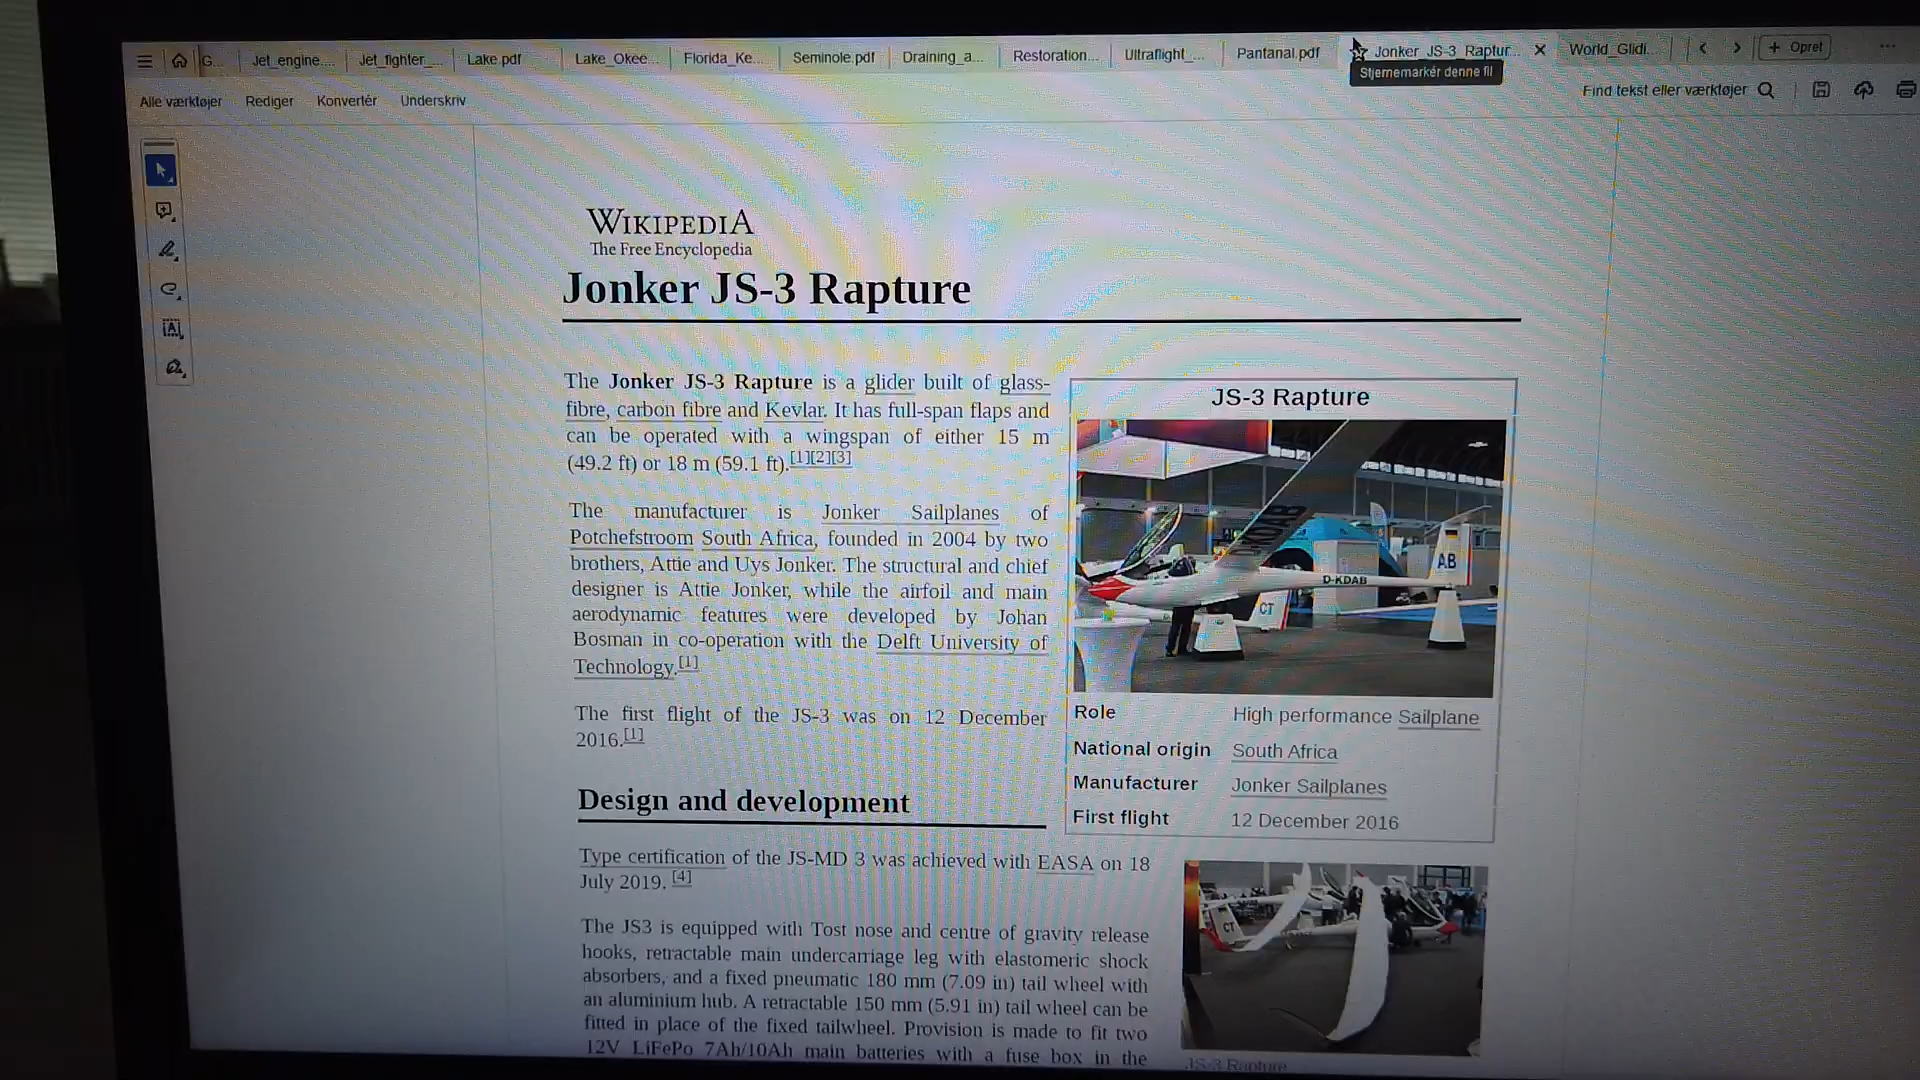 G...
Jet_engine....
Jet_fighter_...
Lake.pdf
Lake_Okee...
Florida_Ke...
Seminole.pdf
Draining_a...
Restoration...
Ultraflight_...
Pantanal.pdf
Jonker_JS-3_Raptur...
World_Glidi...
+ Opret
Stjernemarkér denne fil
Alle værktøjer Rediger Konvertér Underskriv
Find tekst eller værktøjer
WIKIPEDIA
The Free Encyclopedia
Jonker JS-3 Rapture
The Jonker JS-3 Rapture is a glider built of glass-
fibre, carbon fibre and Kevlar. It has full-span flaps and
can be operated with a wingspan of either 15 m
(49.2 ft) or 18 m (59.1 ft).[1][2][3]
The manufacturer is Jonker Sailplanes of
Potchefstroom South Africa, founded in 2004 by two
brothers, Attie and Uys Jonker. The structural and chief
designer is Attie Jonker, while the airfoil and main
aerodynamic features were developed by Johan
Bosman in co-operation with the Delft University of
Technology.[1]
The first flight of the JS-3 was on 12 December
2016.[1]
JS-3 Rapture
KDAB
D-KDAB
AB
CT
Role High performance Sailplane
National origin South Africa
Manufacturer Jonker Sailplanes
First flight 12 December 2016
Design and development
Type certification of the JS-MD 3 was achieved with EASA on 18
July 2019. [4]
The JS3 is equipped with Tost nose and centre of gravity release
hooks, retractable main undercarriage leg with elastomeric shock
absorbers, and a fixed pneumatic 180 mm (7.09 in) tail wheel with
an aluminium hub. A retractable 150 mm (5.91 in) tail wheel can be
fitted in place of the fixed tailwheel. Provision is made to fit two
12V LiFePo 7Ah/10Ah main batteries with a fuse box in the
CT
JS-3 Rapture